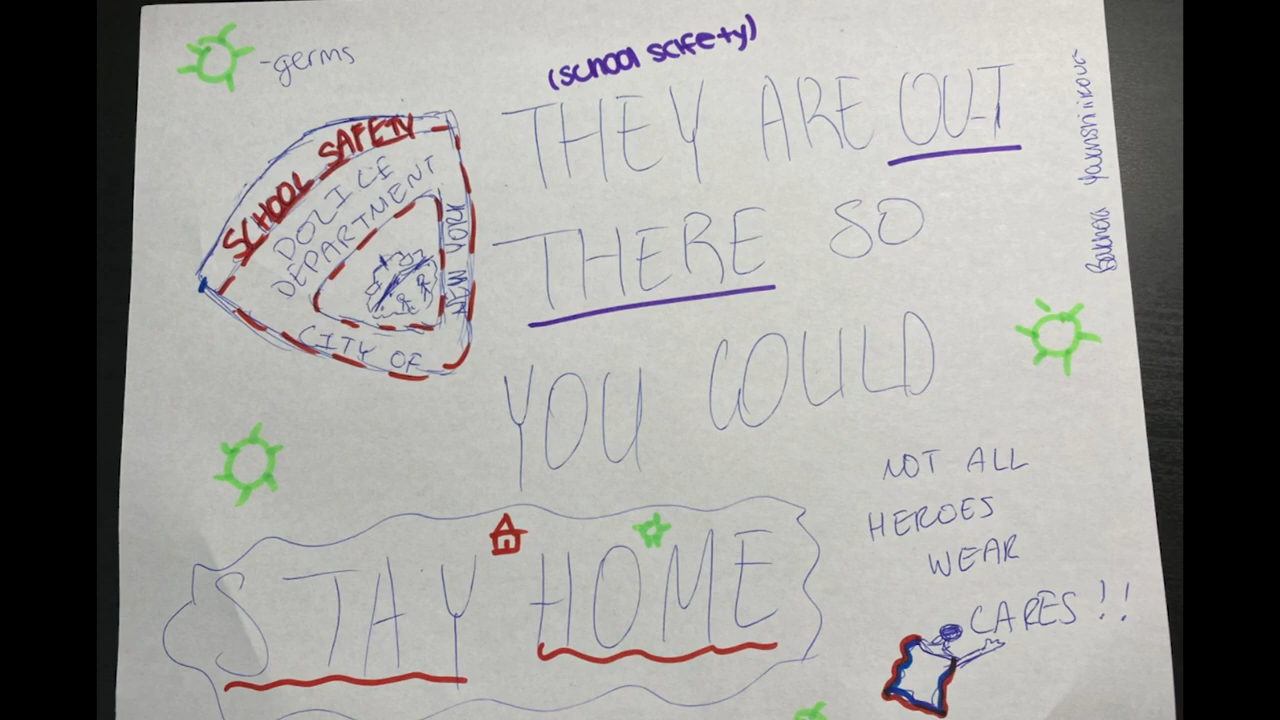 -germs
(school safety)
THEY ARE OUT
THERE SO
YOU COULD
STAY HOME
SCHOOL SAFETY
POLICE
DEPARTMENT
CITY OF
NEW YORK
NOT ALL
HEROES
WEAR
CARES!!